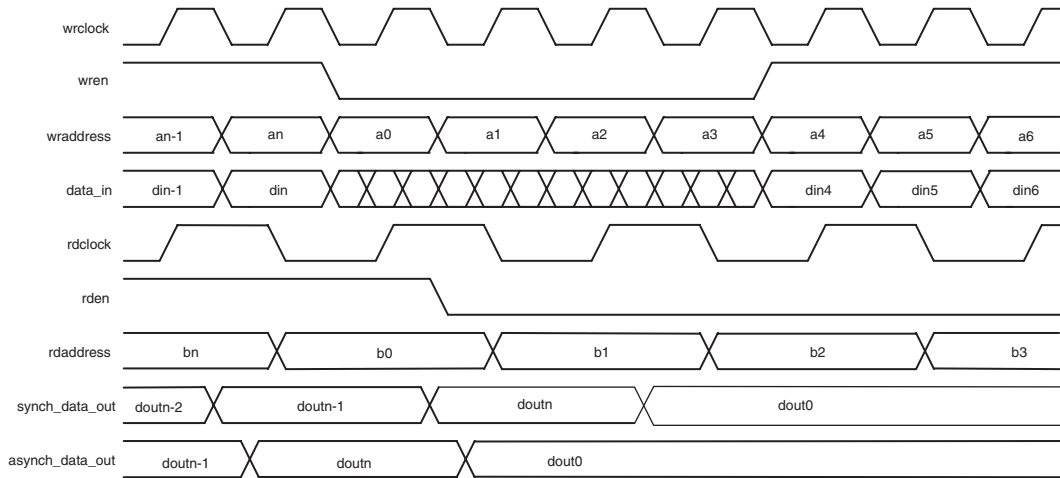 wrclock
wren
wraddress an-1 an a0 a1 a2 a3 a4 a5 a6
data_in din-1 din din4 din5 din6
rdclock
rden
rdaddress bn b0 b1 b2 b3
synch_data_out doutn-2 doutn-1 doutn dout0
asynch_data_out doutn-1 doutn dout0